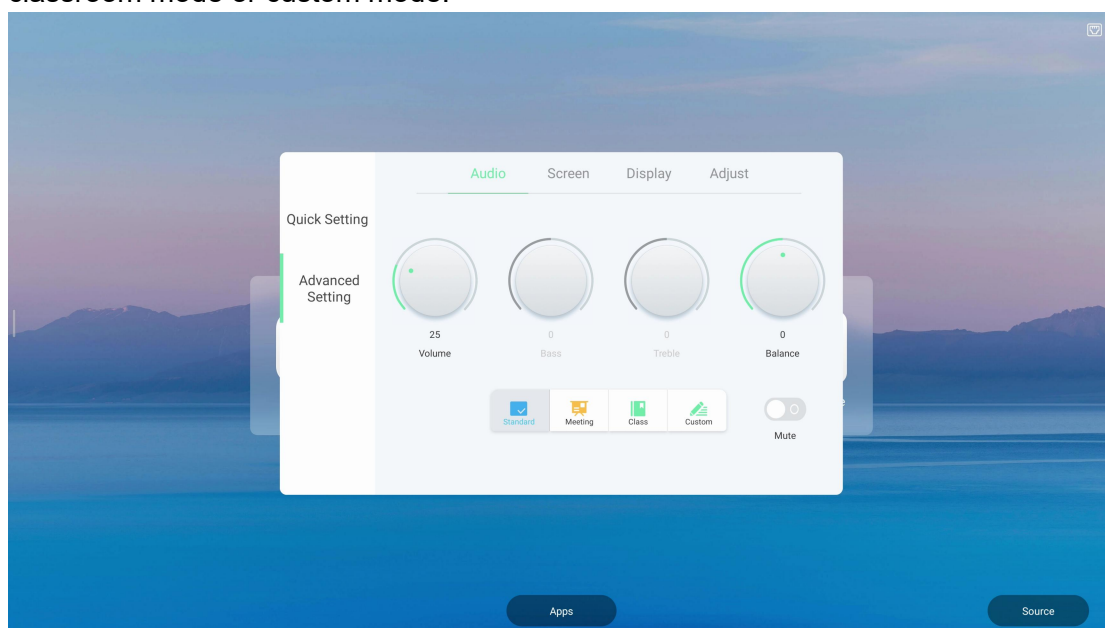 classroom mode or custom mode.
Audio Screen Display Adjust
Quick Setting
Advanced
Setting
25 0 0 0
Volume Bass Treble Balance
Standard Meeting Class Custom
Mute
Apps Source